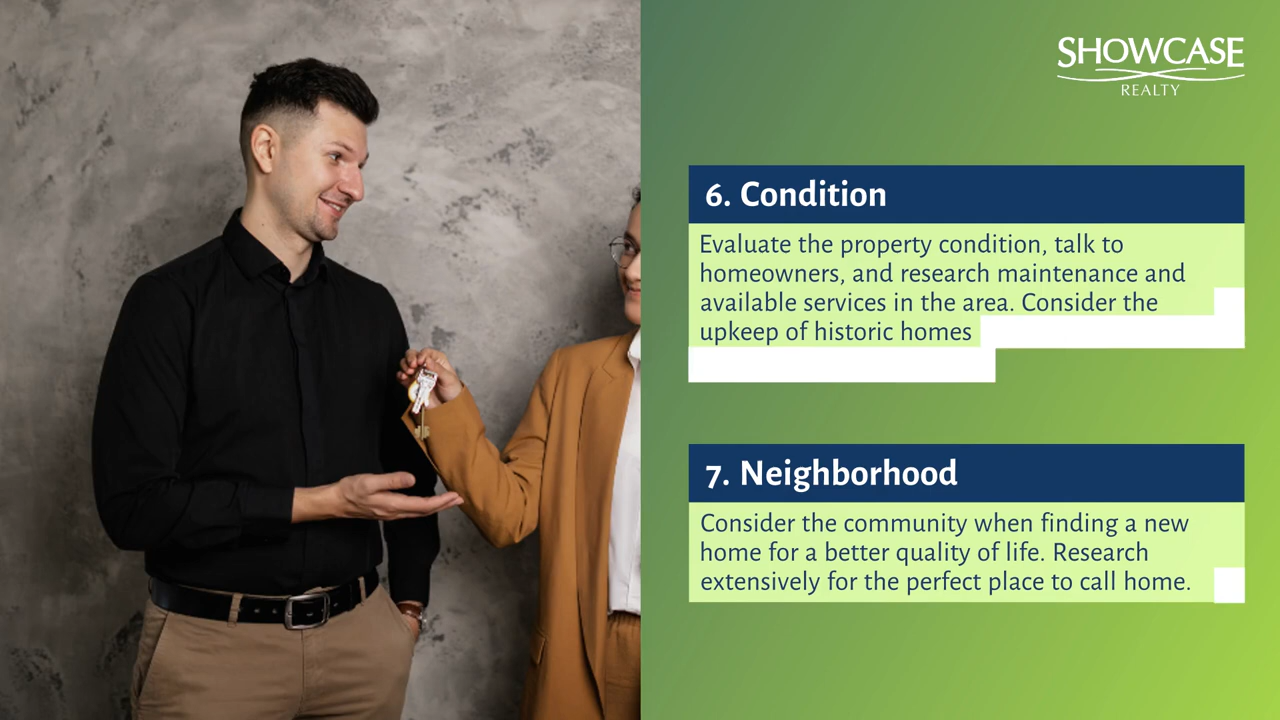 SHOWCASE
REALTY
6. Condition
Evaluate the property condition, talk to
homeowners, and research maintenance and
available services in the area. Consider the
upkeep of historic homes
7. Neighborhood
Consider the community when finding a new
home for a better quality of life. Research
extensively for the perfect place to call home.